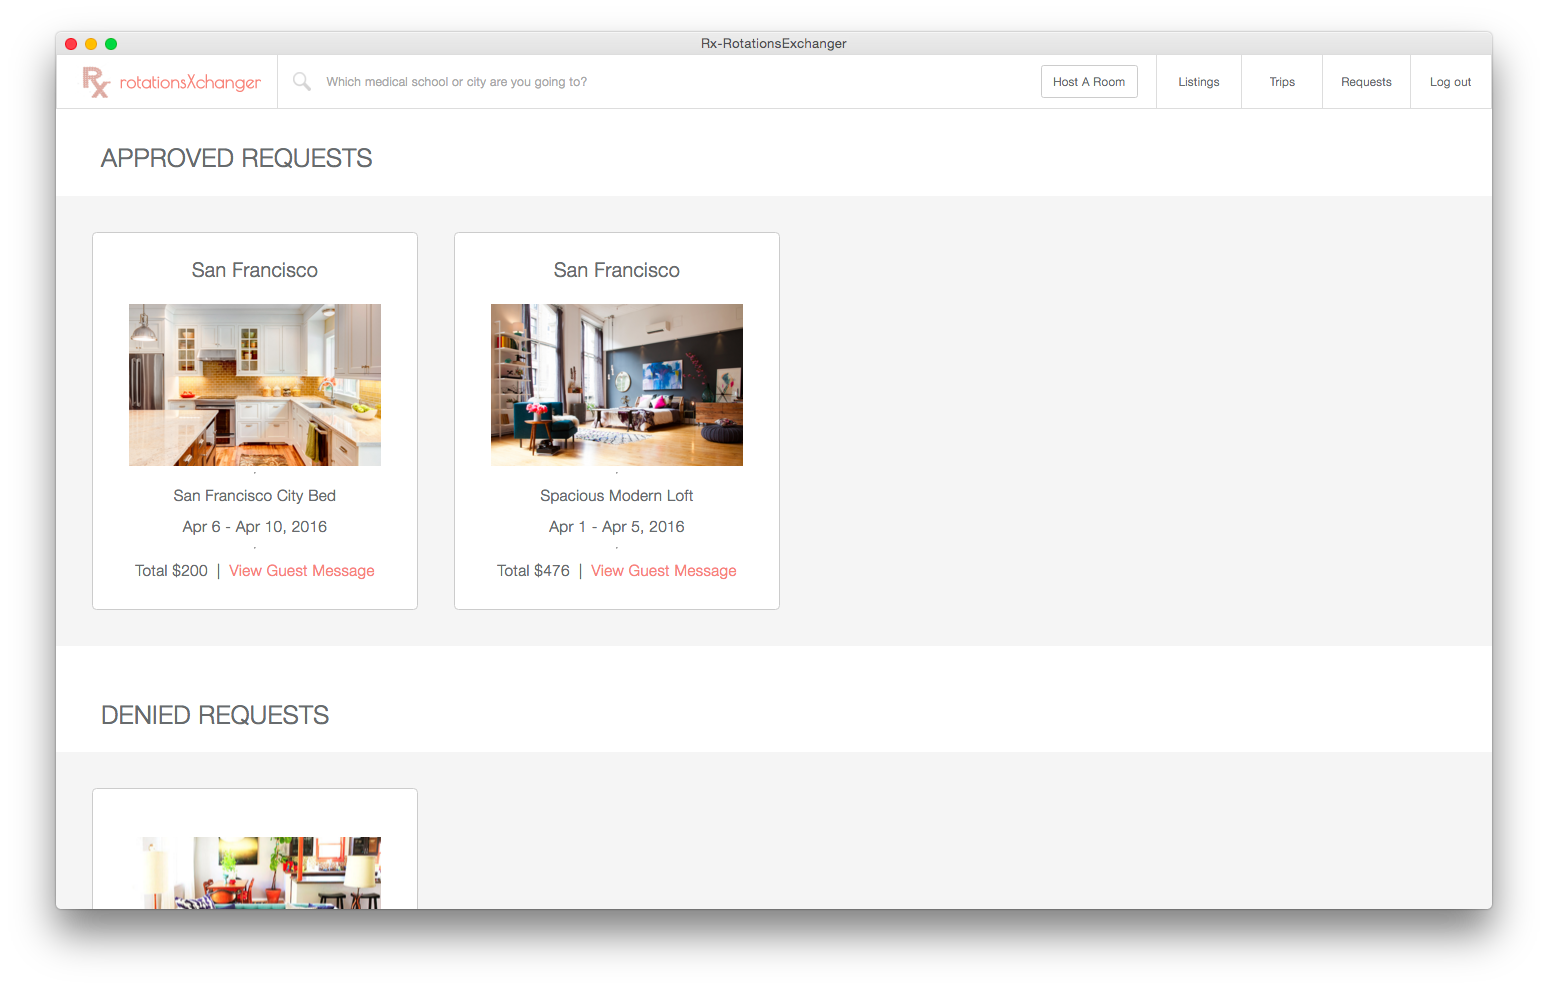 Rx-RotationsExchanger
Rx rotationsXchanger
Which medical school or city are you going to?
Host A Room
Listings
Trips
Requests
Log out
APPROVED REQUESTS
San Francisco
San Francisco City Bed
Apr 6 - Apr 10, 2016
Total $200 | View Guest Message
San Francisco
Spacious Modern Loft
Apr 1 - Apr 5, 2016
Total $476 | View Guest Message
DENIED REQUESTS